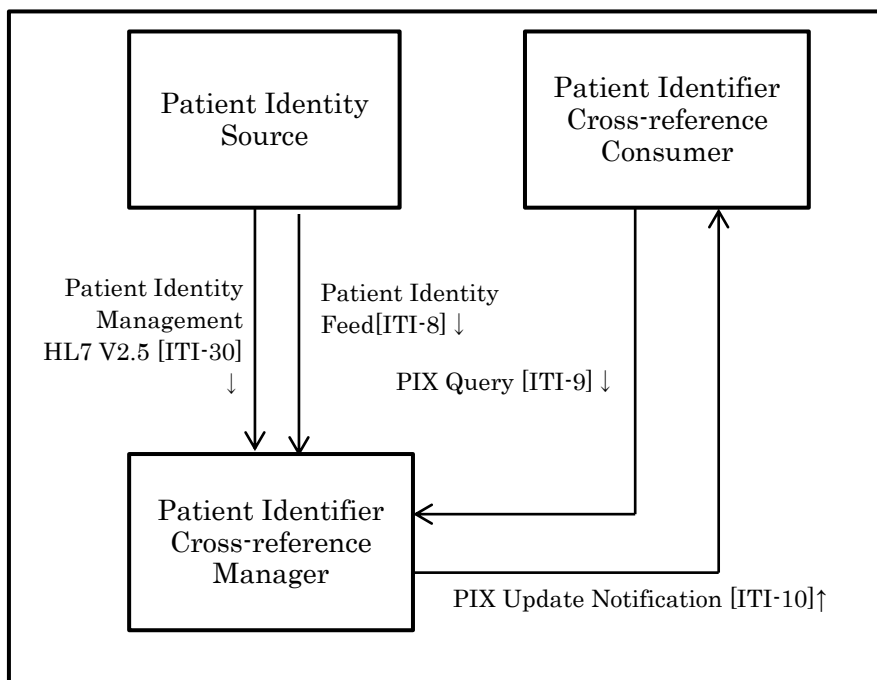 Patient Identity
Source
Patient Identifier
Cross-reference
Consumer
Patient Identity
Management
HL7 V2.5 [ITI-30]
↓
Patient Identity
Feed[ITI-8] ↓
PIX Query [ITI-9] ↓
Patient Identifier
Cross-reference
Manager
PIX Update Notification [ITI-10]↑